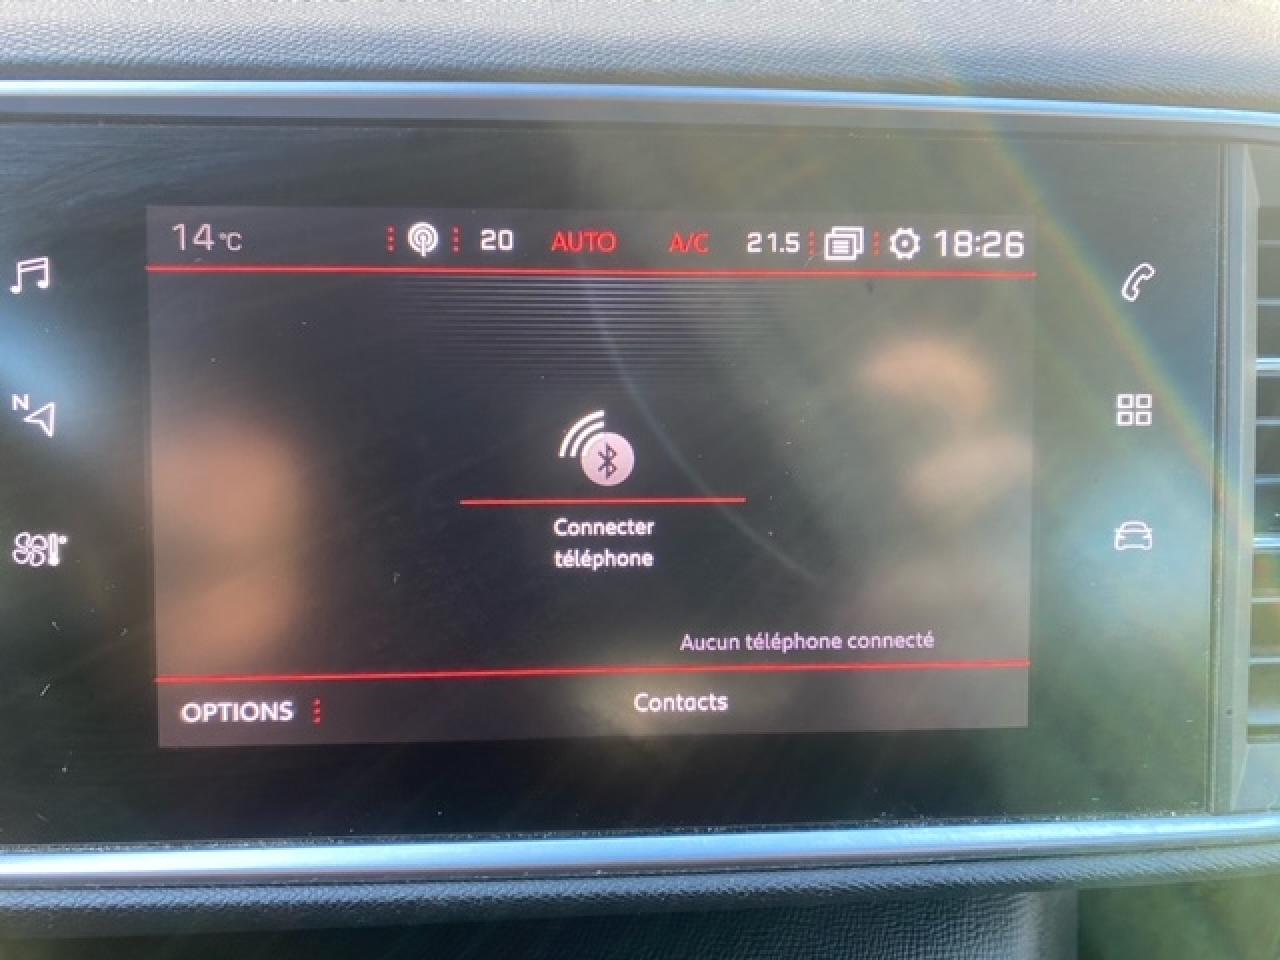 14°C 20 AUTO A/C 21.5 18:26
N
Connecter
téléphone
Aucun téléphone connecté
OPTIONS Contacts